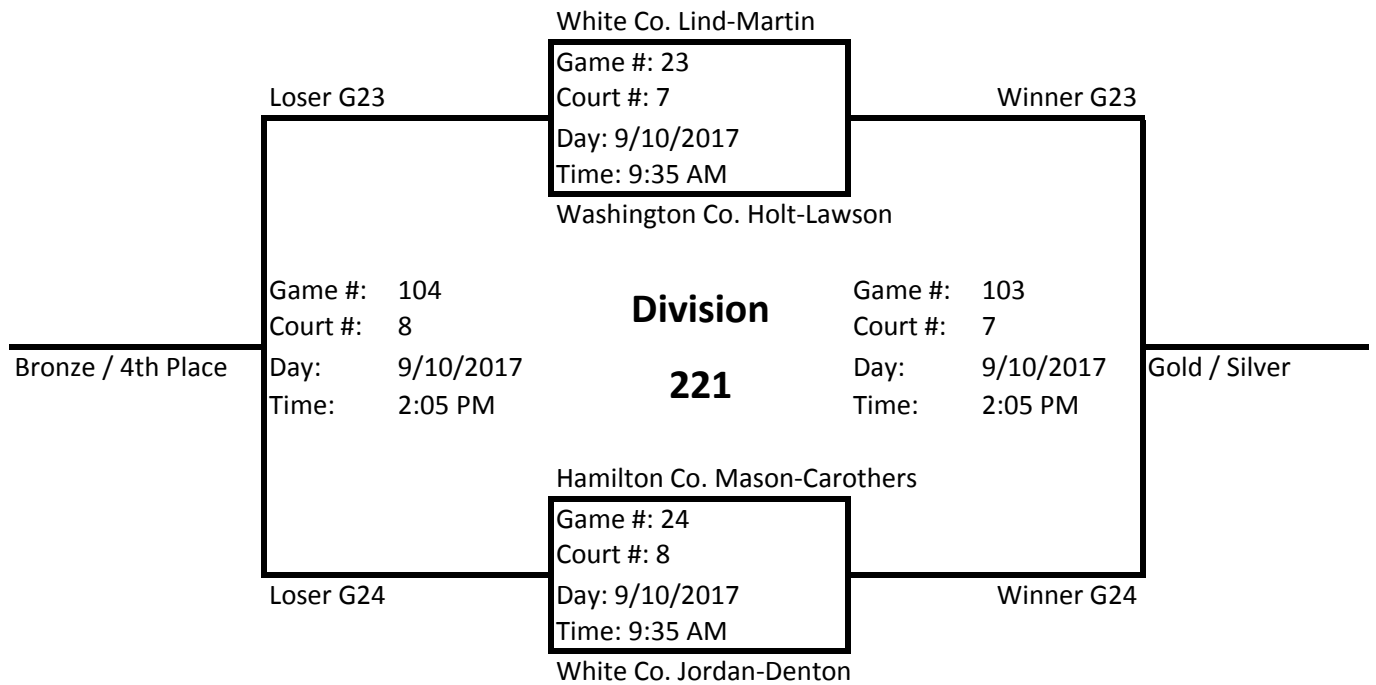 White Co. Lind-Martin
Game #: 23
Loser G23
Court #: 7
Winner G23
Day: 9/10/2017
Time: 9:35 AM
Washington Co. Holt-Lawson
Game #: 104
Court #: 8
Day: 9/10/2017
Time: 2:05 PM
Bronze / 4th Place
Division
221
Game #: 103
Court #: 7
Day: 9/10/2017
Time: 2:05 PM
Gold / Silver
Hamilton Co. Mason-Carothers
Game #: 24
Court #: 8
Loser G24
Day: 9/10/2017
Winner G24
Time: 9:35 AM
White Co. Jordan-Denton